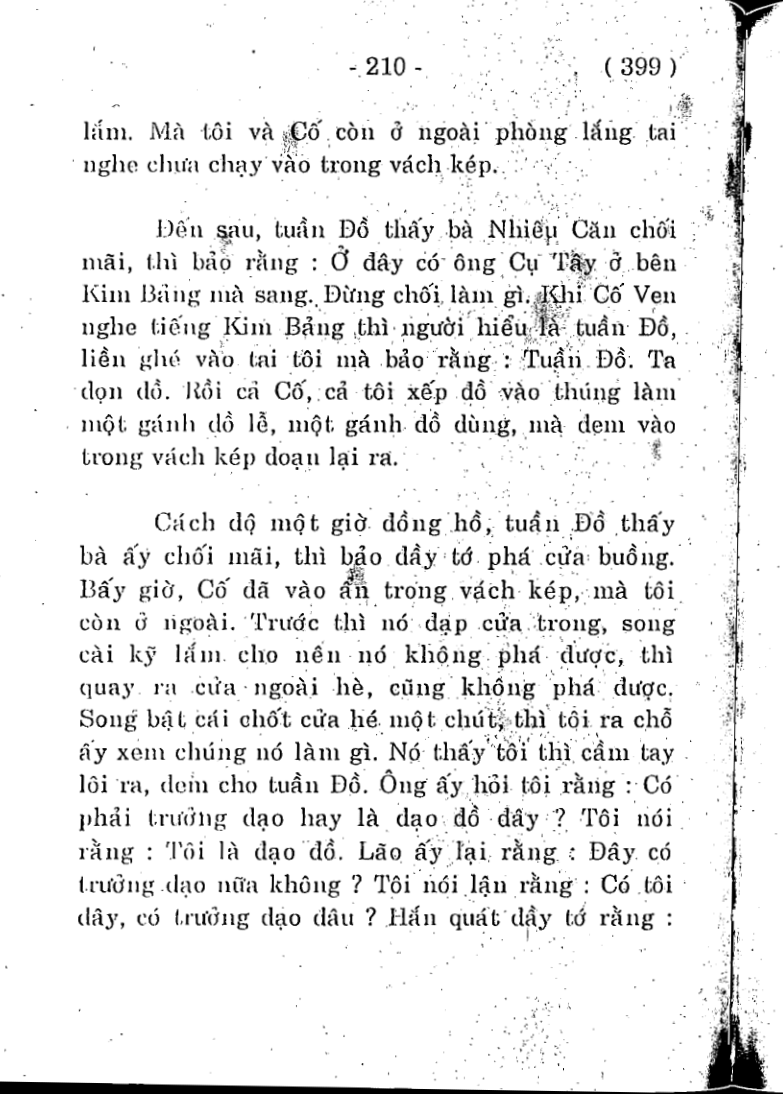 - 210 - ( 399 )
lắm. Mà tôi và Cố còn ở ngoài phòng lắng tai
nghe chưa chạy vào trong vách kép.
Đến sau, tuần Đồ thấy bà Nhiêu Căn chối
mãi, thì bảo rằng : Ở đây có ông Cụ Tây ở bên
Kim Bảng mà sang. Đừng chối làm gì. Khi Cố Ven
nghe tiếng Kim Bảng thì người hiểu là tuần Đồ,
liền ghé vào tai tôi mà bảo rằng : Tuần Đồ. Ta
dọn đồ. Rồi cả Cố, cả tôi xếp đồ vào thúng làm
một gánh đồ lễ, một gánh đồ dùng, mà đem vào
trong vách kép đoạn lại ra.
Cách độ một giờ đồng hồ, tuần Đồ thấy
bà ấy chối mãi, thì bảo đầy tớ phá cửa buồng.
Bấy giờ, Cố đã vào ẩn trong vách kép, mà tôi
còn ở ngoài. Trước thì nó đạp cửa trong, song
cài kỹ lắm cho nên nó không phá được, thì
quay ra cửa ngoài hè, cũng không phá được.
Song bật cái chốt cửa hé một chút, thì tôi ra chỗ
ấy xem chúng nó làm gì. Nó thấy tôi thì cầm tay
lôi ra, đem cho tuần Đồ. Ông ấy hỏi tôi rằng : Có
phải trưởng đạo hay là đạo đồ đây ? Tôi nói
rằng : Tôi là đạo đồ. Lão ấy lại rằng : Đây có
trưởng đạo nữa không ? Tôi nói lận rằng : Có tôi
đây, có trưởng đạo đâu ? Hắn quát đầy tớ rằng :